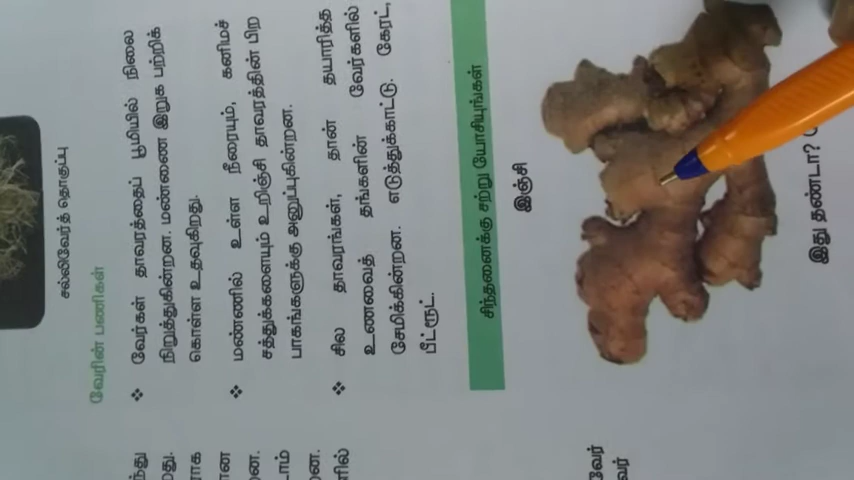 சல்லிவேர்த் தொகுப்பு
வேரின் பணிகள்
❖ வேர்கள் தாவரத்தைப் பூமியில் நிலை
நிறுத்துகின்றன. மண்ணை இறுக பற்றிக்
கொள்ள உதவுகிறது.
❖ மண்ணில் உள்ள நீரையும், கனிமச்
சத்துக்களையும் உறிஞ்சி தாவரத்தின் பிற
பாகங்களுக்கு அனுப்புகின்றன.
❖ சில தாவரங்கள், தான் தயாரித்த
உணவைத் தங்களின் வேர்களில்
சேமிக்கின்றன. எடுத்துக்காட்டு. கேரட்,
பீட்ரூட்.
சிந்தனைக்கு சற்று யோசியுங்கள்
இஞ்சி
இது தண்டா?